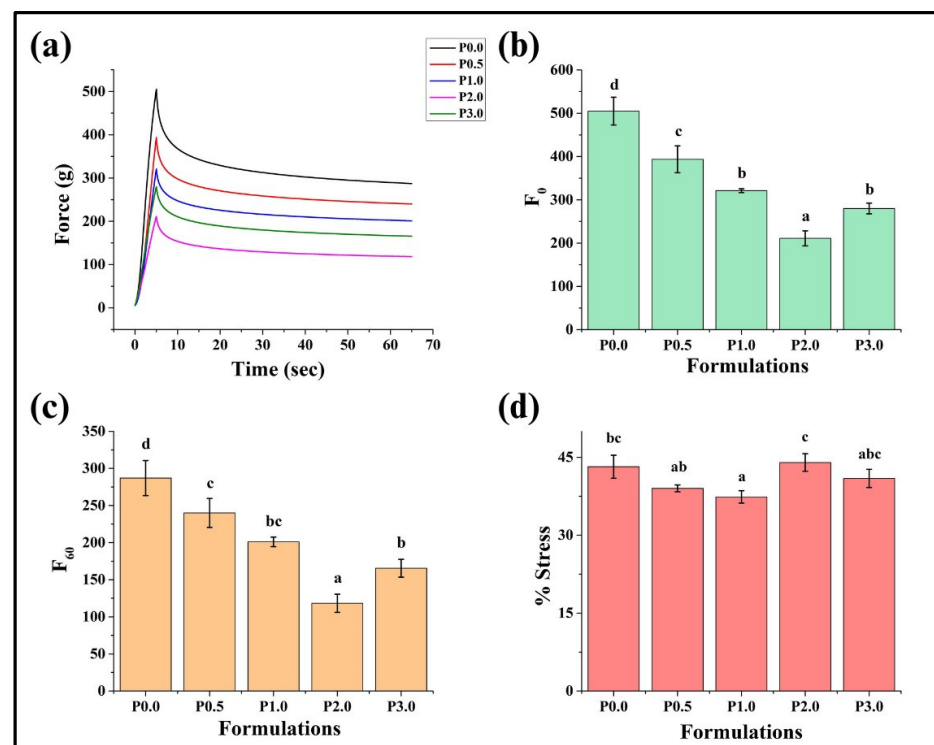 (a)
P0.0
P0.5
P1.0
P2.0
P3.0
500
400
300
200
100
0
Force (g)
0 10 20 30 40 50 60 70
Time (sec)
(b)
600
500
400
300
200
100
0
F0
d
c
b
a
b
P0.0 P0.5 P1.0 P2.0 P3.0
Formulations
(c)
350
300
250
200
150
100
50
0
F60
d
c
bc
a
b
P0.0 P0.5 P1.0 P2.0 P3.0
Formulations
(d)
45
30
15
0
% Stress
bc
ab
a
c
abc
P0.0 P0.5 P1.0 P2.0 P3.0
Formulations